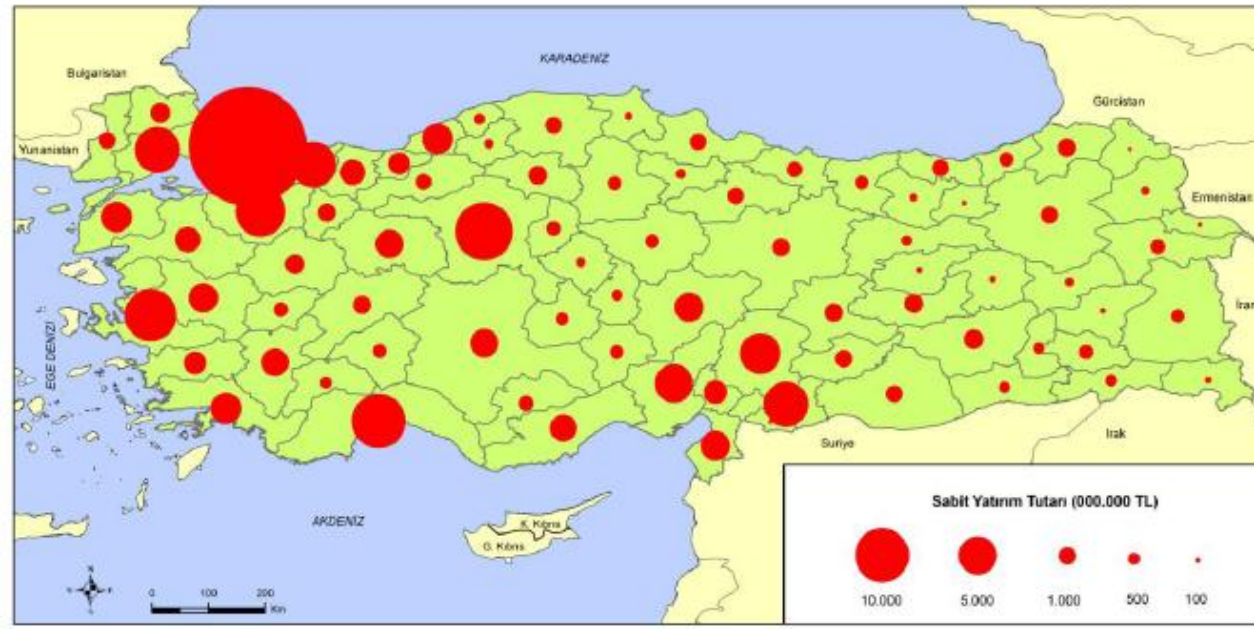 KARADENİZ
Bulgaristan
Gürcistan
Yunanistan
Ermenistan
İran
EGE DENİZİ
Suriye
Irak
AKDENİZ
K. Kıbrıs
G. Kıbrıs
N
W E
S
0 100 200
Km
Sabit Yatırım Tutarı (000.000 TL)
10.000 5.000 1.000 500 100